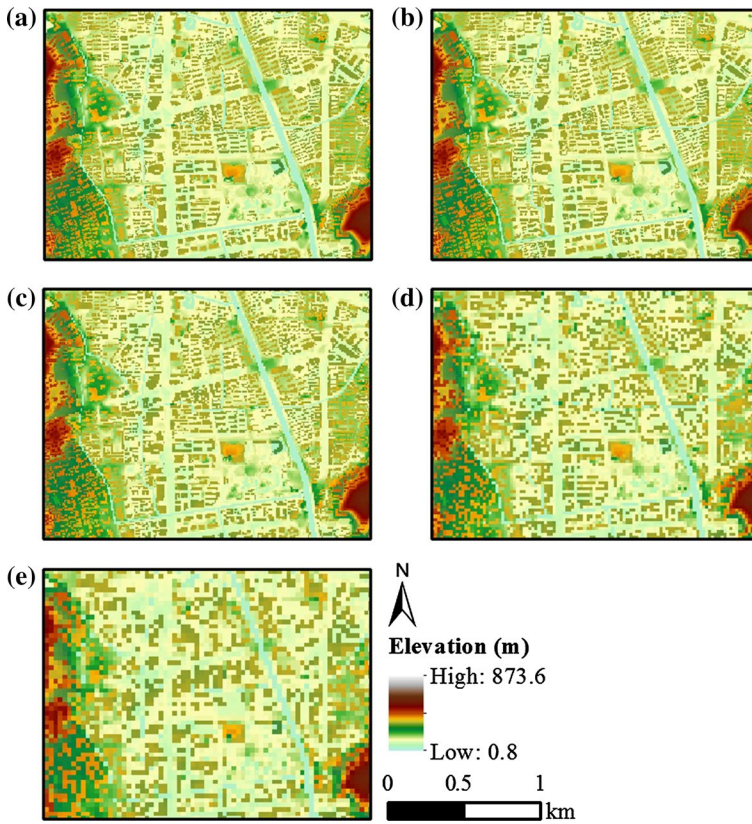 (a)
(b)
(c)
(d)
(e)
N
Elevation (m)
High: 873.6
Low: 0.8
0 0.5 1
km